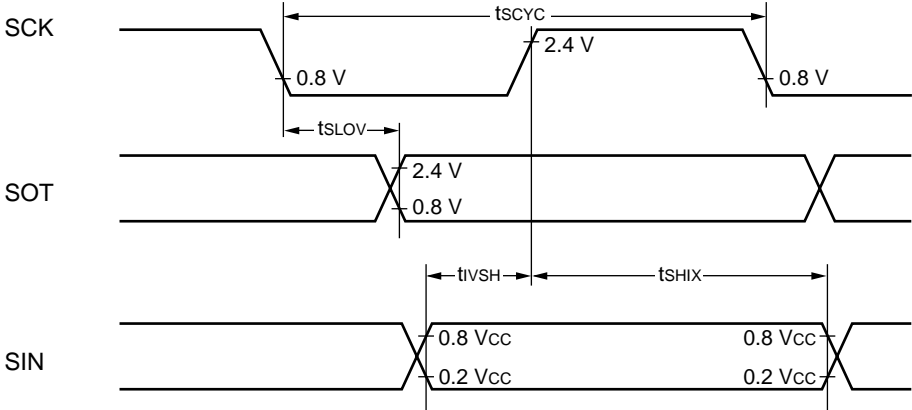 tSCYC
SCK
2.4 V
0.8 V
0.8 V
tSLOV
2.4 V
SOT
0.8 V
tIVSH
tSHIX
0.8 VCC
0.8 VCC
SIN
0.2 VCC
0.2 VCC